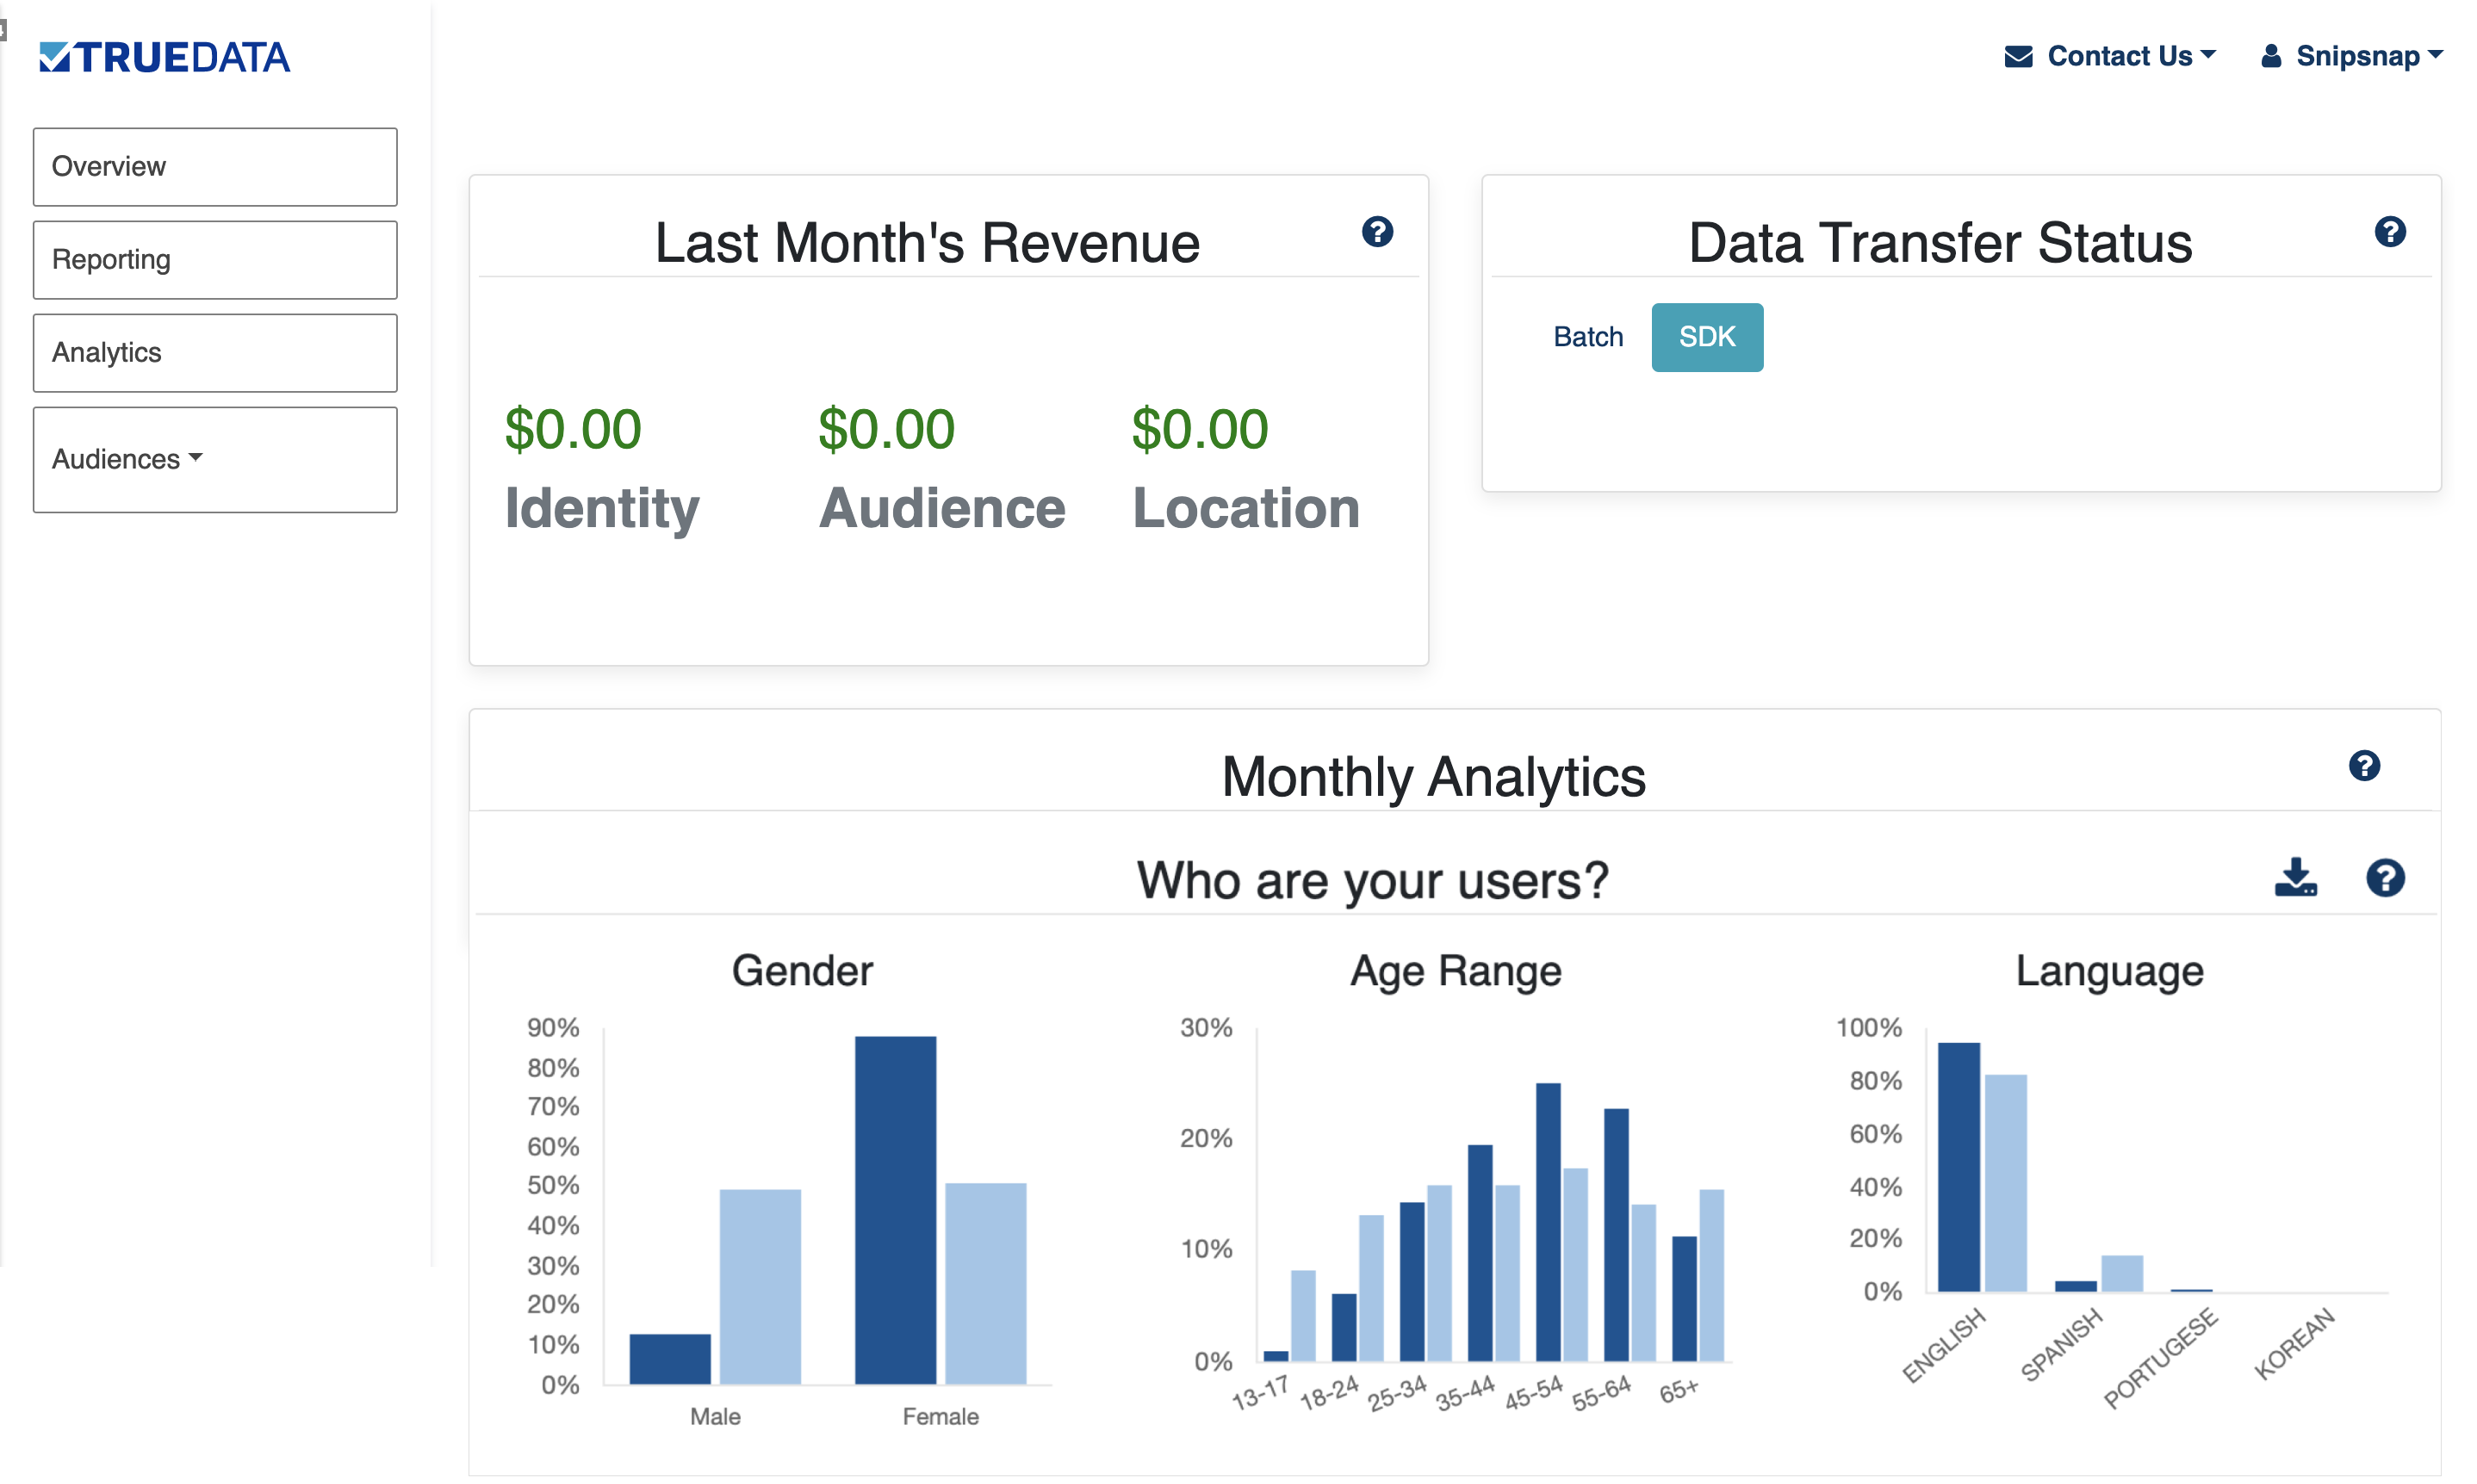 TRUEDATA
Contact Us
Snipsnap
Overview
Reporting
Analytics
Audiences
Last Month's Revenue
$0.00 $0.00 $0.00
Identity Audience Location
Data Transfer Status
Batch SDK
Monthly Analytics
Who are your users?
Gender
90%
80%
70%
60%
50%
40%
30%
20%
10%
0%
Male Female
Age Range
30%
20%
10%
0%
13-17 18-24 25-34 35-44 45-54 55-64 65+
Language
100%
80%
60%
40%
20%
0%
ENGLISH SPANISH PORTUGESE KOREAN